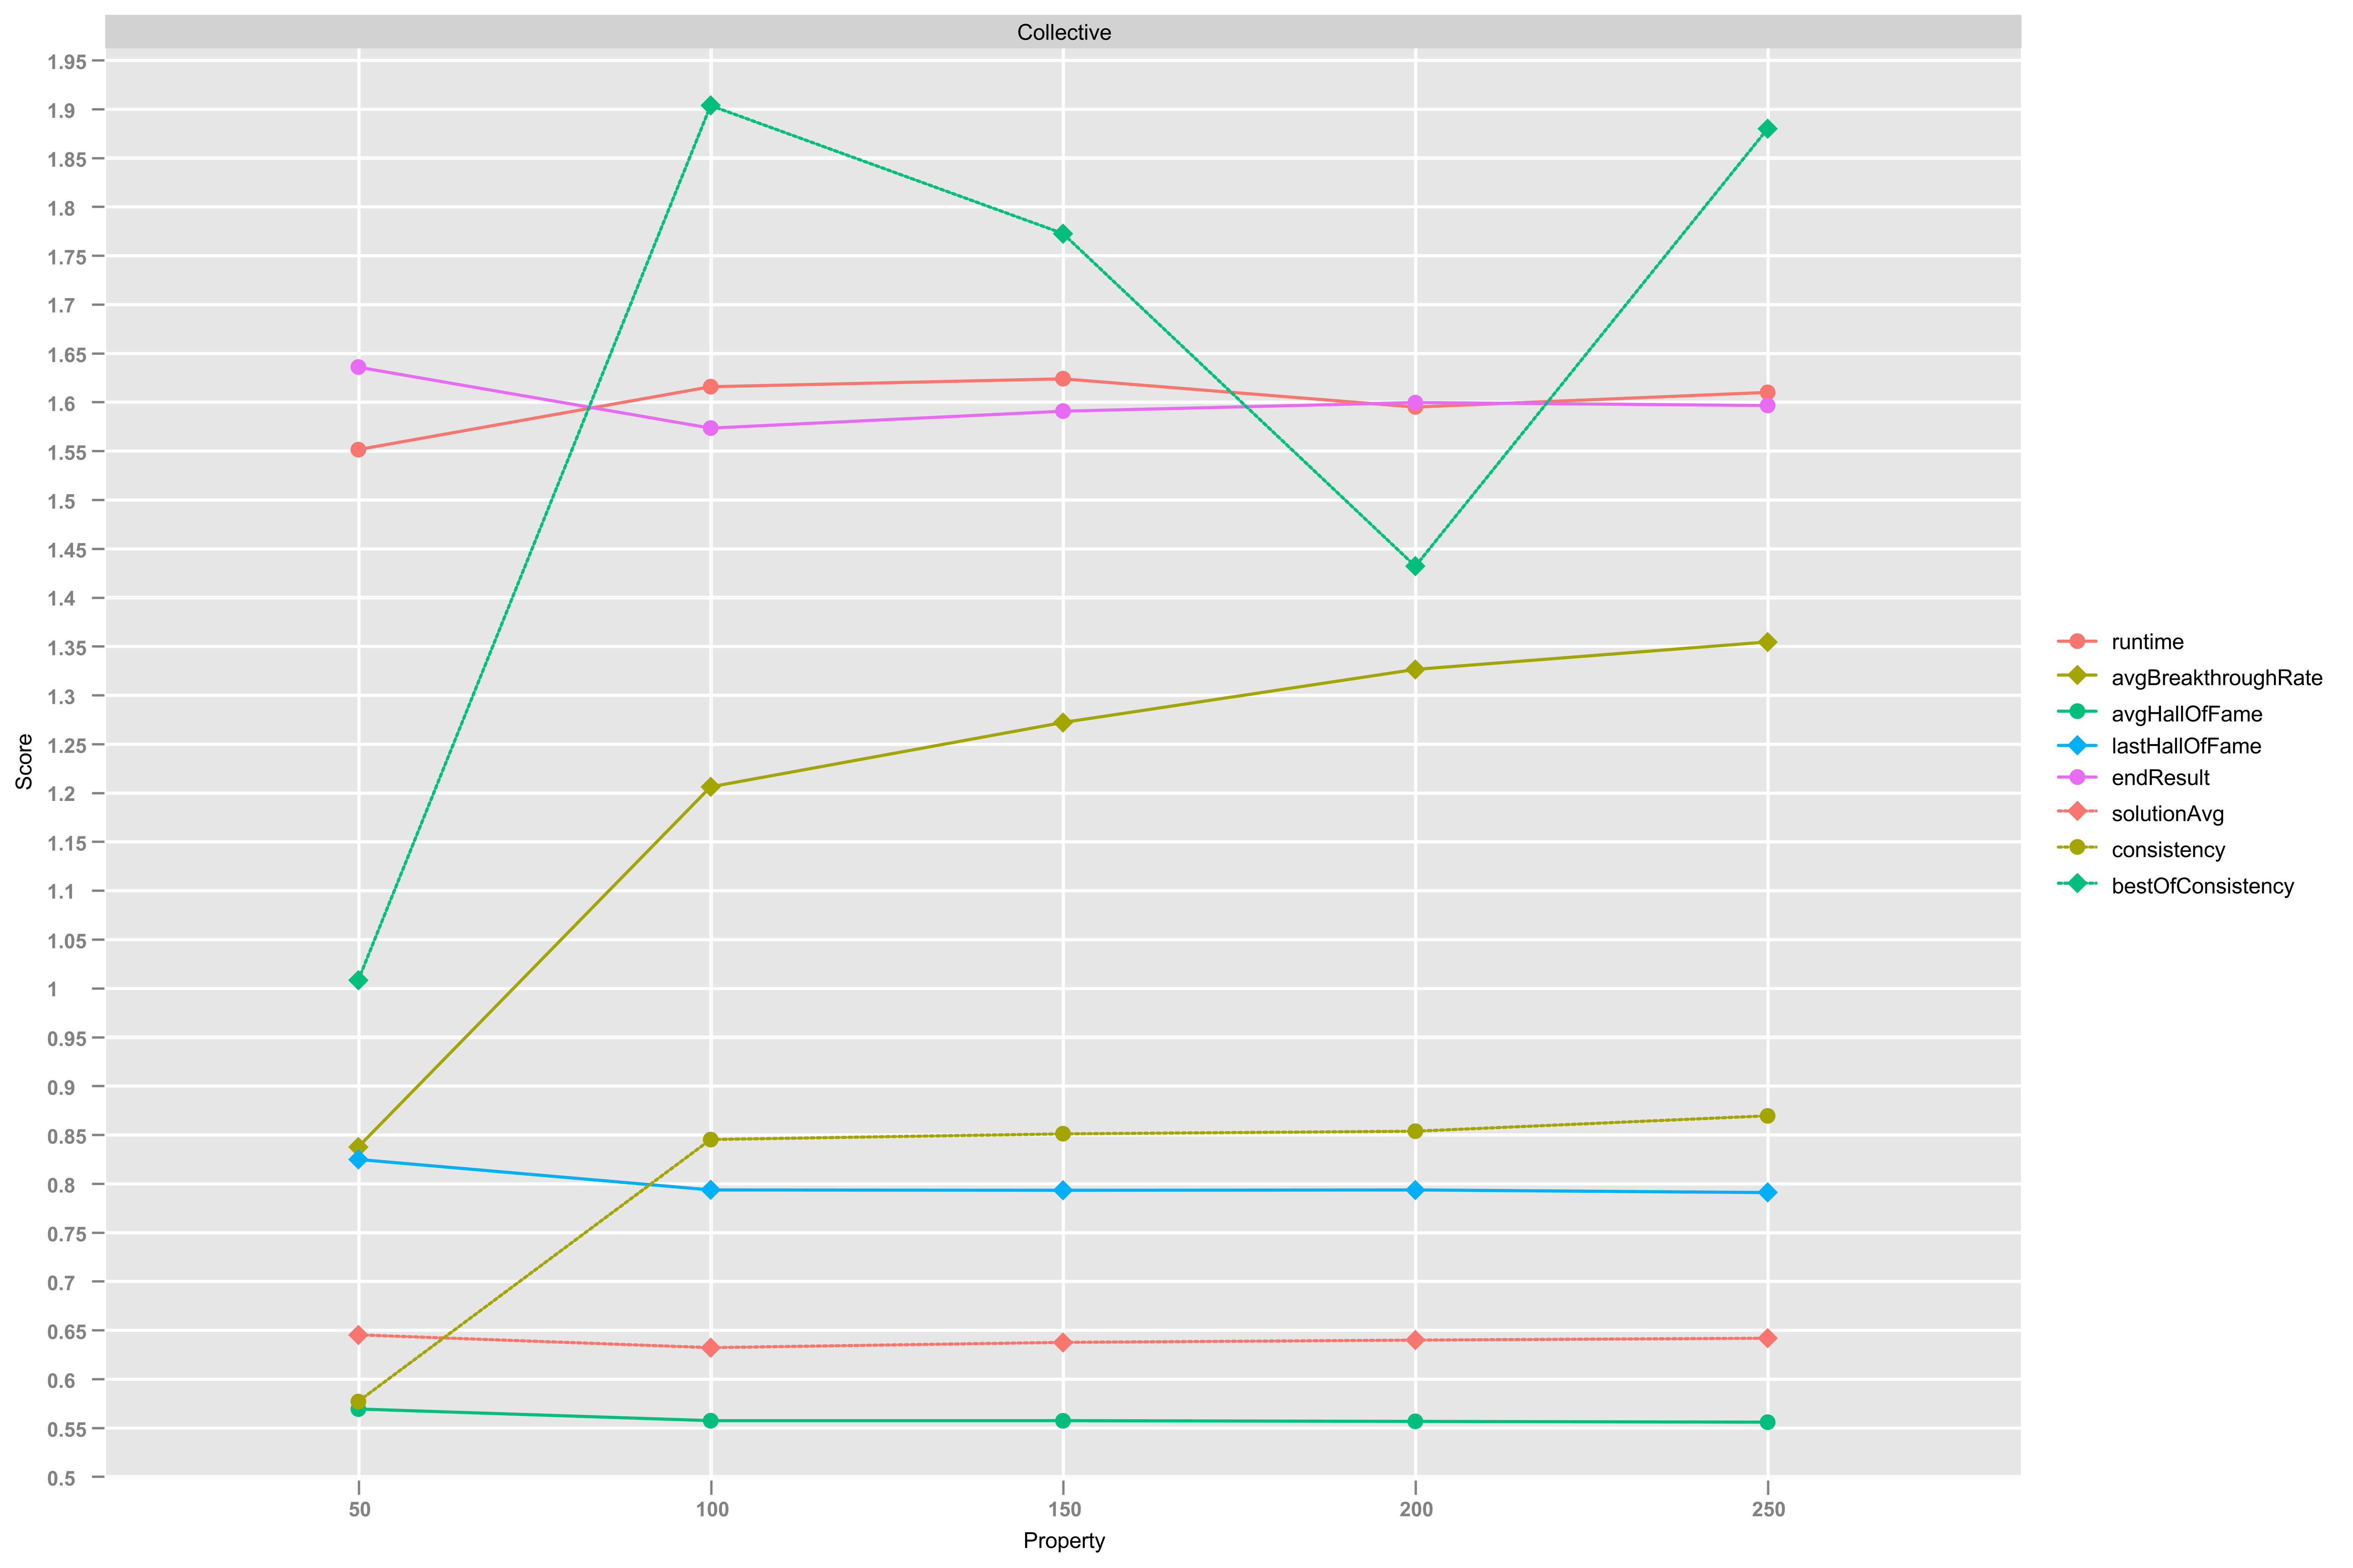 Collective
1.95
1.9
1.85
1.8
1.75
1.7
1.65
1.6
1.55
1.5
1.45
1.4
1.35
1.3
1.25
1.2
1.15
1.1
1.05
1
0.95
0.9
0.85
0.8
0.75
0.7
0.65
0.6
0.55
0.5
Score
50 100 150 200 250
Property
runtime
avgBreakthroughRate
avgHallOfFame
lastHallOfFame
endResult
solutionAvg
consistency
bestOfConsistency